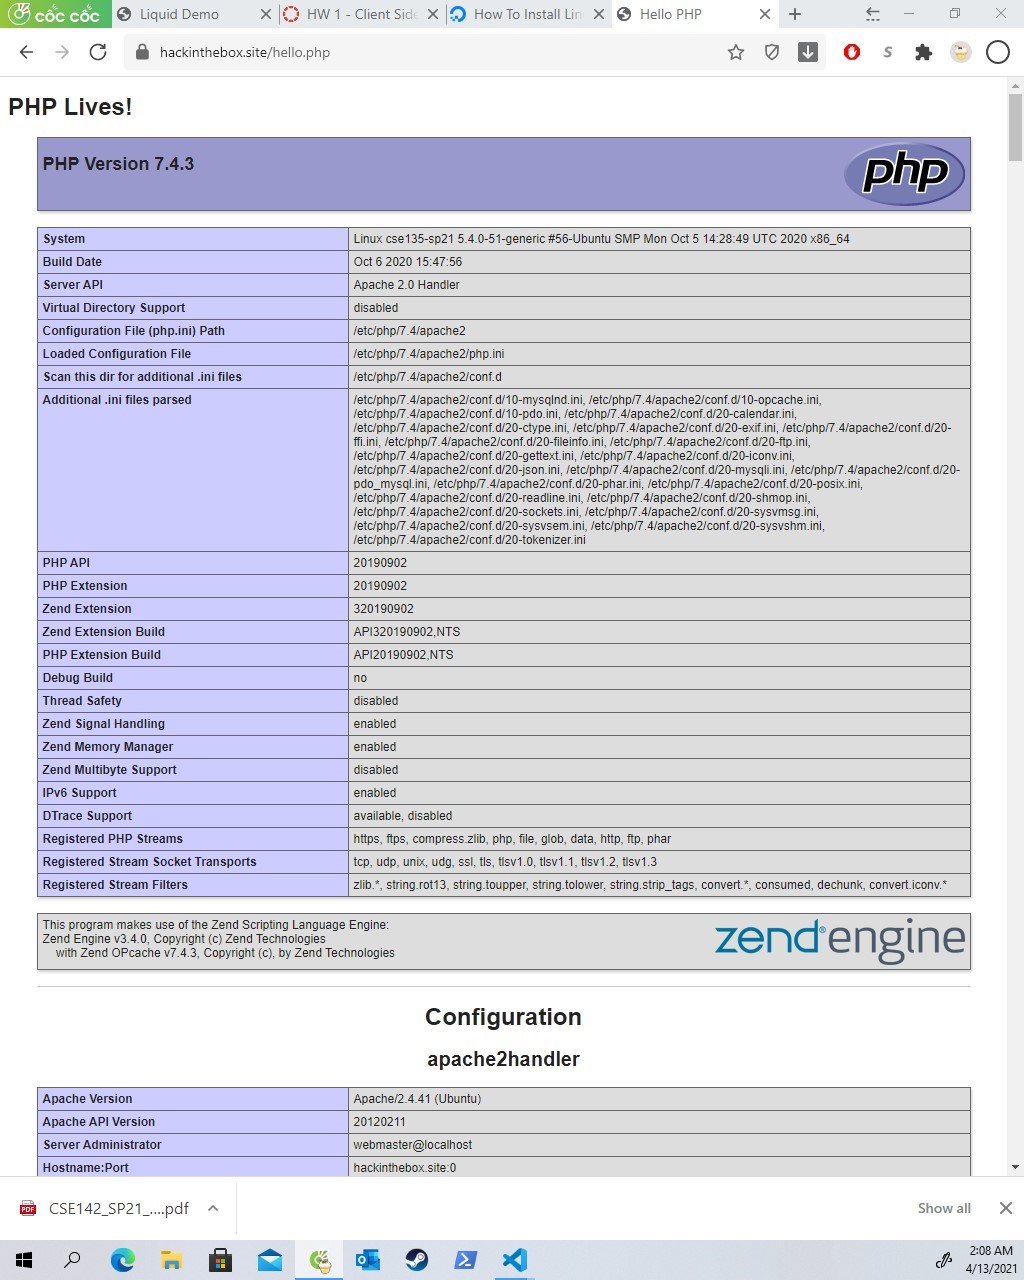 cốc cốc
Liquid Demo
HW 1 - Client Side
How To Install Lin
Hello PHP
hackinthebox.site/hello.php
PHP Lives!
PHP Version 7.4.3
php
System Linux cse135-sp21 5.4.0-51-generic #56-Ubuntu SMP Mon Oct 5 14:28:49 UTC 2020 x86_64
Build Date Oct 6 2020 15:47:56
Server API Apache 2.0 Handler
Virtual Directory Support disabled
Configuration File (php.ini) Path /etc/php/7.4/apache2
Loaded Configuration File /etc/php/7.4/apache2/php.ini
Scan this dir for additional .ini files /etc/php/7.4/apache2/conf.d
Additional .ini files parsed /etc/php/7.4/apache2/conf.d/10-mysqlnd.ini, /etc/php/7.4/apache2/conf.d/10-opcache.ini,
/etc/php/7.4/apache2/conf.d/10-pdo.ini, /etc/php/7.4/apache2/conf.d/20-calendar.ini,
/etc/php/7.4/apache2/conf.d/20-ctype.ini, /etc/php/7.4/apache2/conf.d/20-exif.ini, /etc/php/7.4/apache2/conf.d/20-
ffi.ini, /etc/php/7.4/apache2/conf.d/20-fileinfo.ini, /etc/php/7.4/apache2/conf.d/20-ftp.ini,
/etc/php/7.4/apache2/conf.d/20-gettext.ini, /etc/php/7.4/apache2/conf.d/20-iconv.ini,
/etc/php/7.4/apache2/conf.d/20-json.ini, /etc/php/7.4/apache2/conf.d/20-mysqli.ini, /etc/php/7.4/apache2/conf.d/20-
pdo_mysql.ini, /etc/php/7.4/apache2/conf.d/20-phar.ini, /etc/php/7.4/apache2/conf.d/20-posix.ini,
/etc/php/7.4/apache2/conf.d/20-readline.ini, /etc/php/7.4/apache2/conf.d/20-shmop.ini,
/etc/php/7.4/apache2/conf.d/20-sockets.ini, /etc/php/7.4/apache2/conf.d/20-sysvmsg.ini,
/etc/php/7.4/apache2/conf.d/20-sysvsem.ini, /etc/php/7.4/apache2/conf.d/20-sysvshm.ini,
/etc/php/7.4/apache2/conf.d/20-tokenizer.ini
PHP API 20190902
PHP Extension 20190902
Zend Extension 320190902
Zend Extension Build API320190902,NTS
PHP Extension Build API20190902,NTS
Debug Build no
Thread Safety disabled
Zend Signal Handling enabled
Zend Memory Manager enabled
Zend Multibyte Support disabled
IPv6 Support enabled
DTrace Support available, disabled
Registered PHP Streams https, ftps, compress.zlib, php, file, glob, data, http, ftp, phar
Registered Stream Socket Transports tcp, udp, unix, udg, ssl, tls, tlsv1.0, tlsv1.1, tlsv1.2, tlsv1.3
Registered Stream Filters zlib.*, string.rot13, string.toupper, string.tolower, string.strip_tags, convert.*, consumed, dechunk, convert.iconv.*
This program makes use of the Zend Scripting Language Engine:
Zend Engine v3.4.0, Copyright (c) Zend Technologies
with Zend OPcache v7.4.3, Copyright (c), by Zend Technologies
zend®engine
Configuration
apache2handler
Apache Version Apache/2.4.41 (Ubuntu)
Apache API Version 20120211
Server Administrator webmaster@localhost
Hostname:Port hackinthebox.site:0
PDF
CSE142_SP21_....pdf
Show all
2:08 AM
4/13/2021